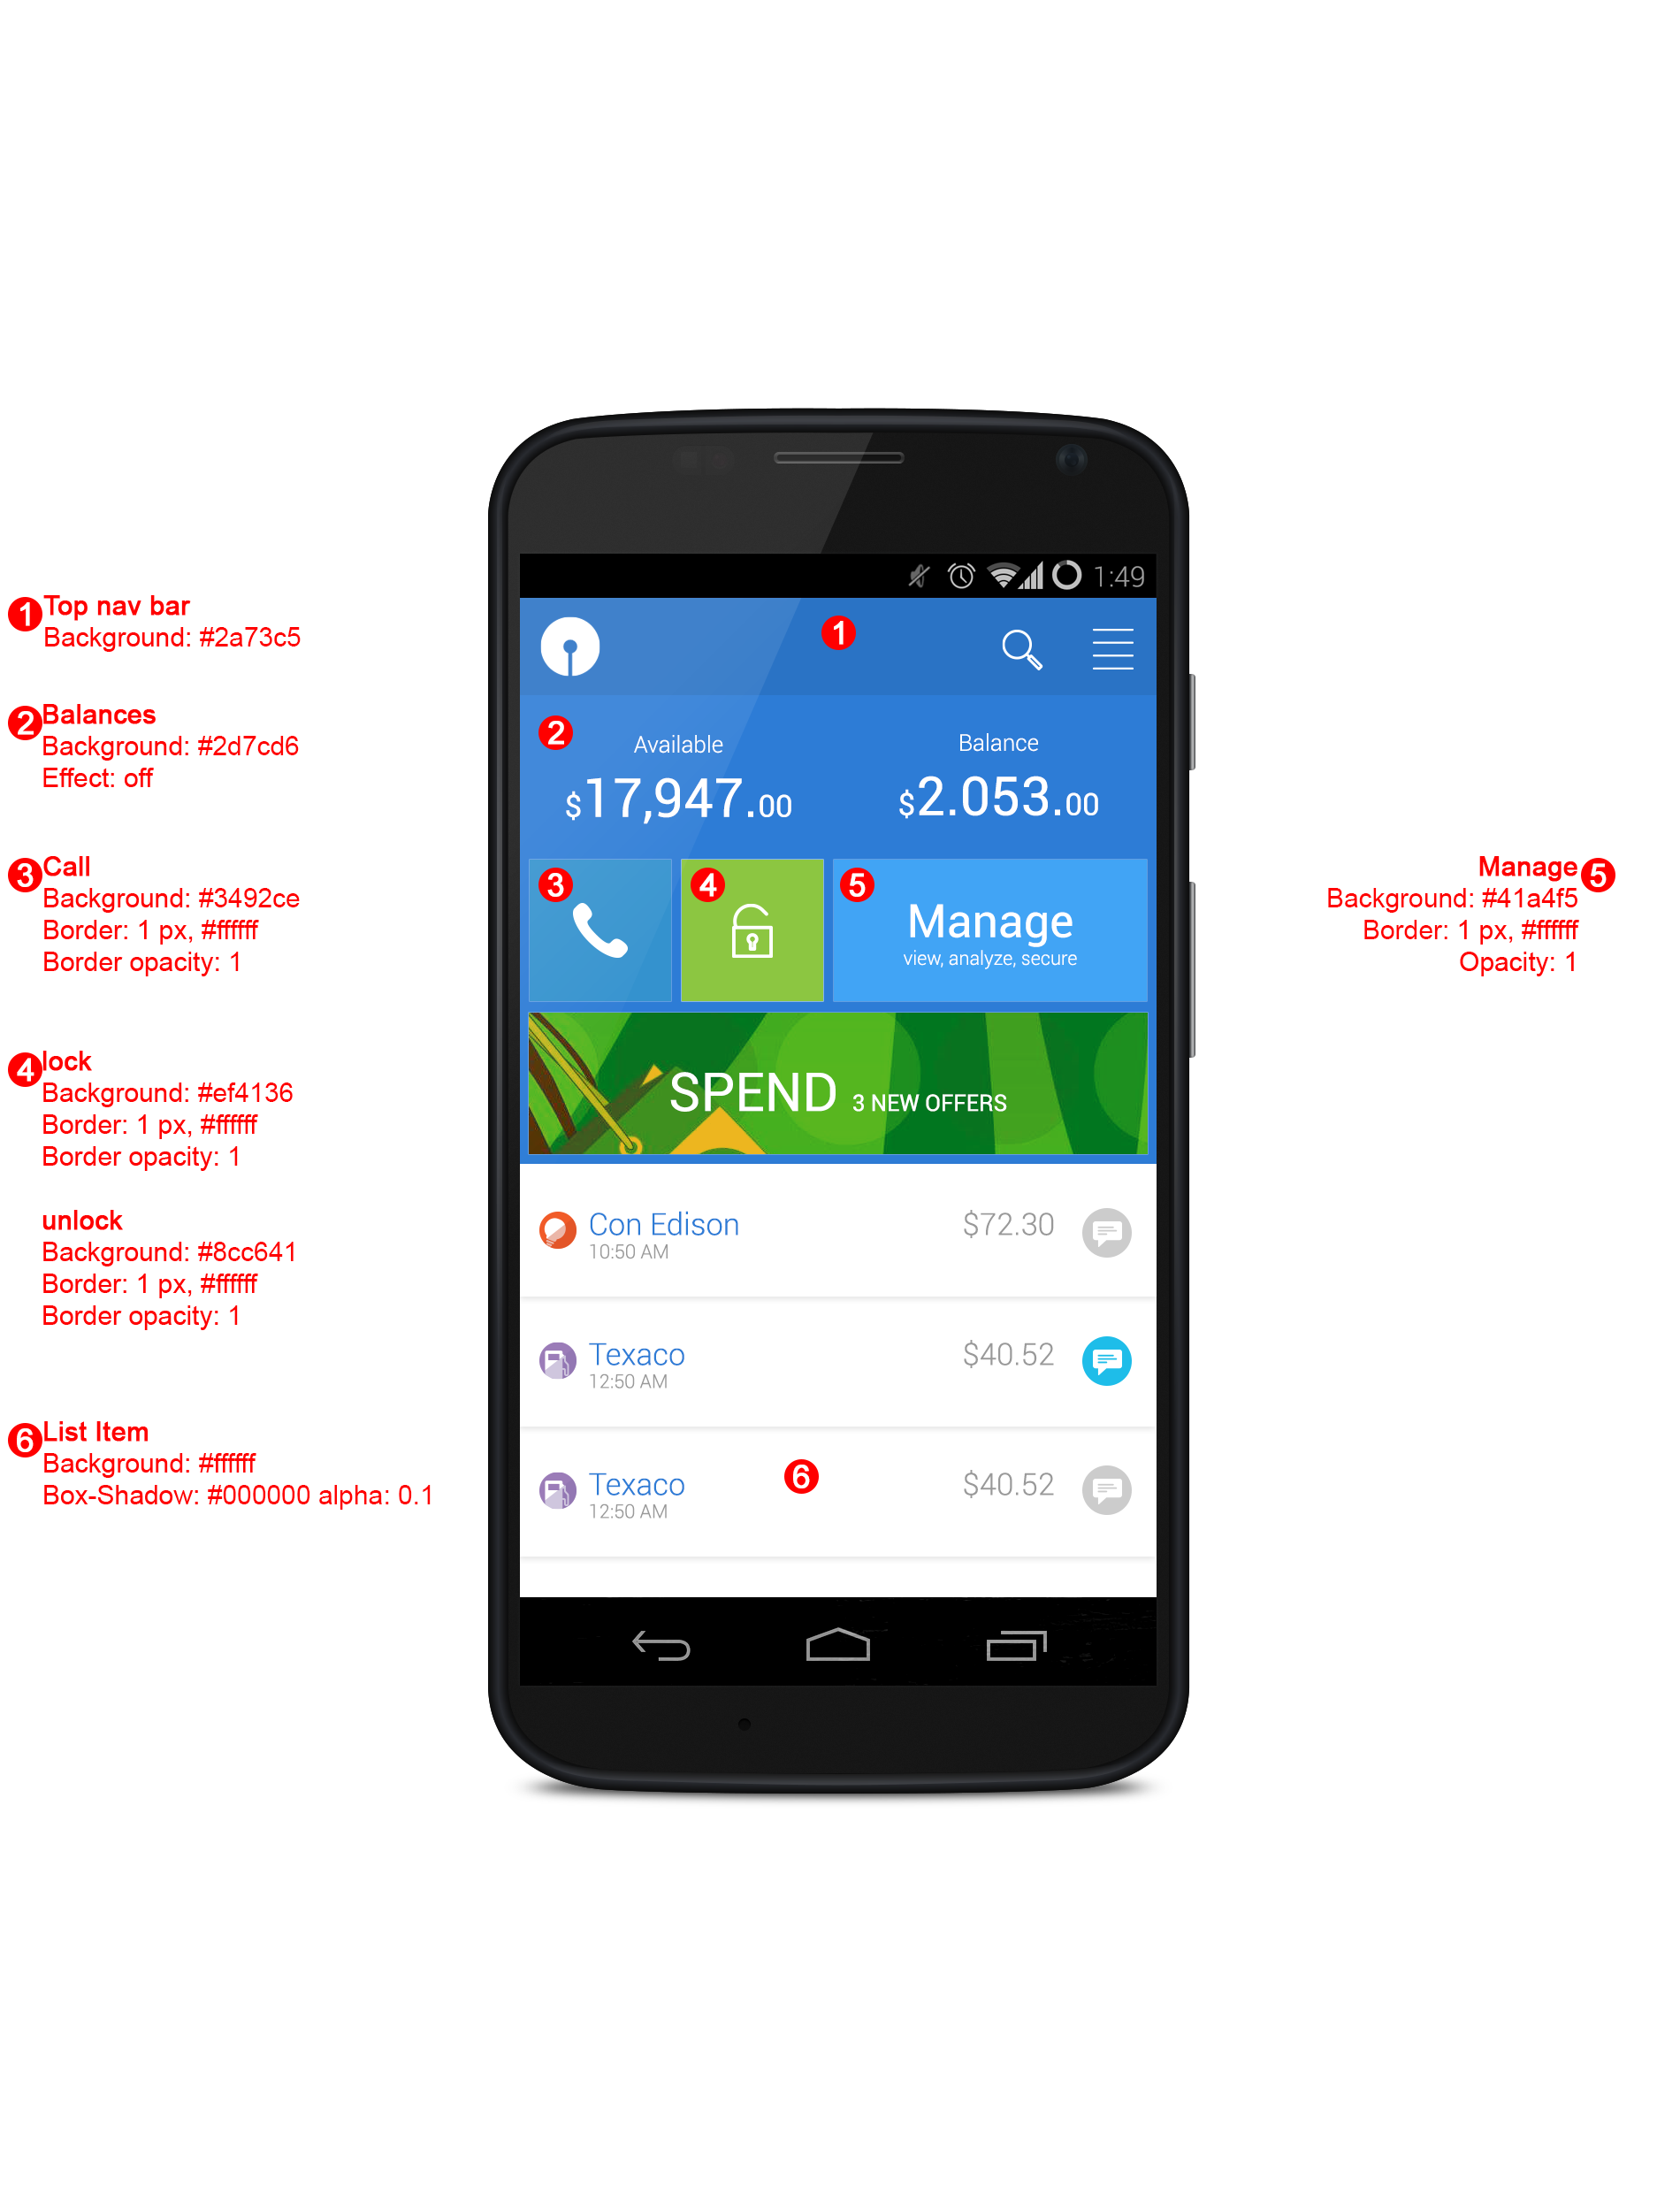 1:49
1 Top nav bar
Background: #2a73c5
1
2 Balances
Background: #2d7cd6
Effect: off
2
Available
Balance
$17,947.00
$2.053.00
3 Call
Background: #3492ce
Border: 1 px, #ffffff
Border opacity: 1
3
4
5
Manage
view, analyze, secure
Manage 5
Background: #41a4f5
Border: 1 px, #ffffff
Opacity: 1
4 lock
Background: #ef4136
Border: 1 px, #ffffff
Border opacity: 1
SPEND 3 NEW OFFERS
unlock
Background: #8cc641
Border: 1 px, #ffffff
Border opacity: 1
Con Edison $72.30
10:50 AM
Texaco $40.52
12:50 AM
6 List Item
Background: #ffffff
Box-Shadow: #000000 alpha: 0.1
Texaco 6 $40.52
12:50 AM